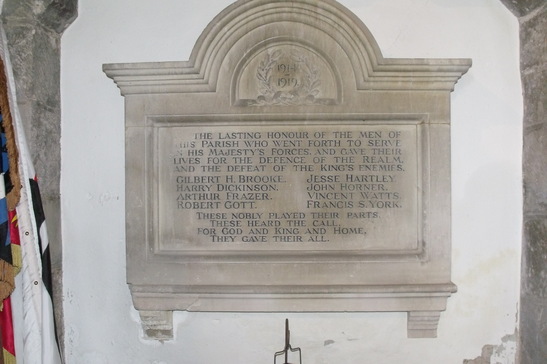 1914
1919
THE LASTING HONOUR OF THE MEN OF
THIS PARISH WHO WENT FORTH TO SERVE
HIS MAJESTY'S FORCES, AND GAVE THEIR
LIVES FOR THE DEFENCE OF THE REALM,
AND THE DEFEAT OF THE KING'S ENEMIES.
GILBERT H. BROOKE. JESSE HARTLEY
HARRY DICKINSON. JOHN HORNER.
ARTHUR FRAZER. VINCENT WATTS.
ROBERT GOTT. FRANCIS S. YORK.
THESE NOBLY PLAYED THEIR PARTS,
THESE HEARD THE CALL
FOR GOD AND KING AND HOME,
THEY GAVE THEIR ALL.